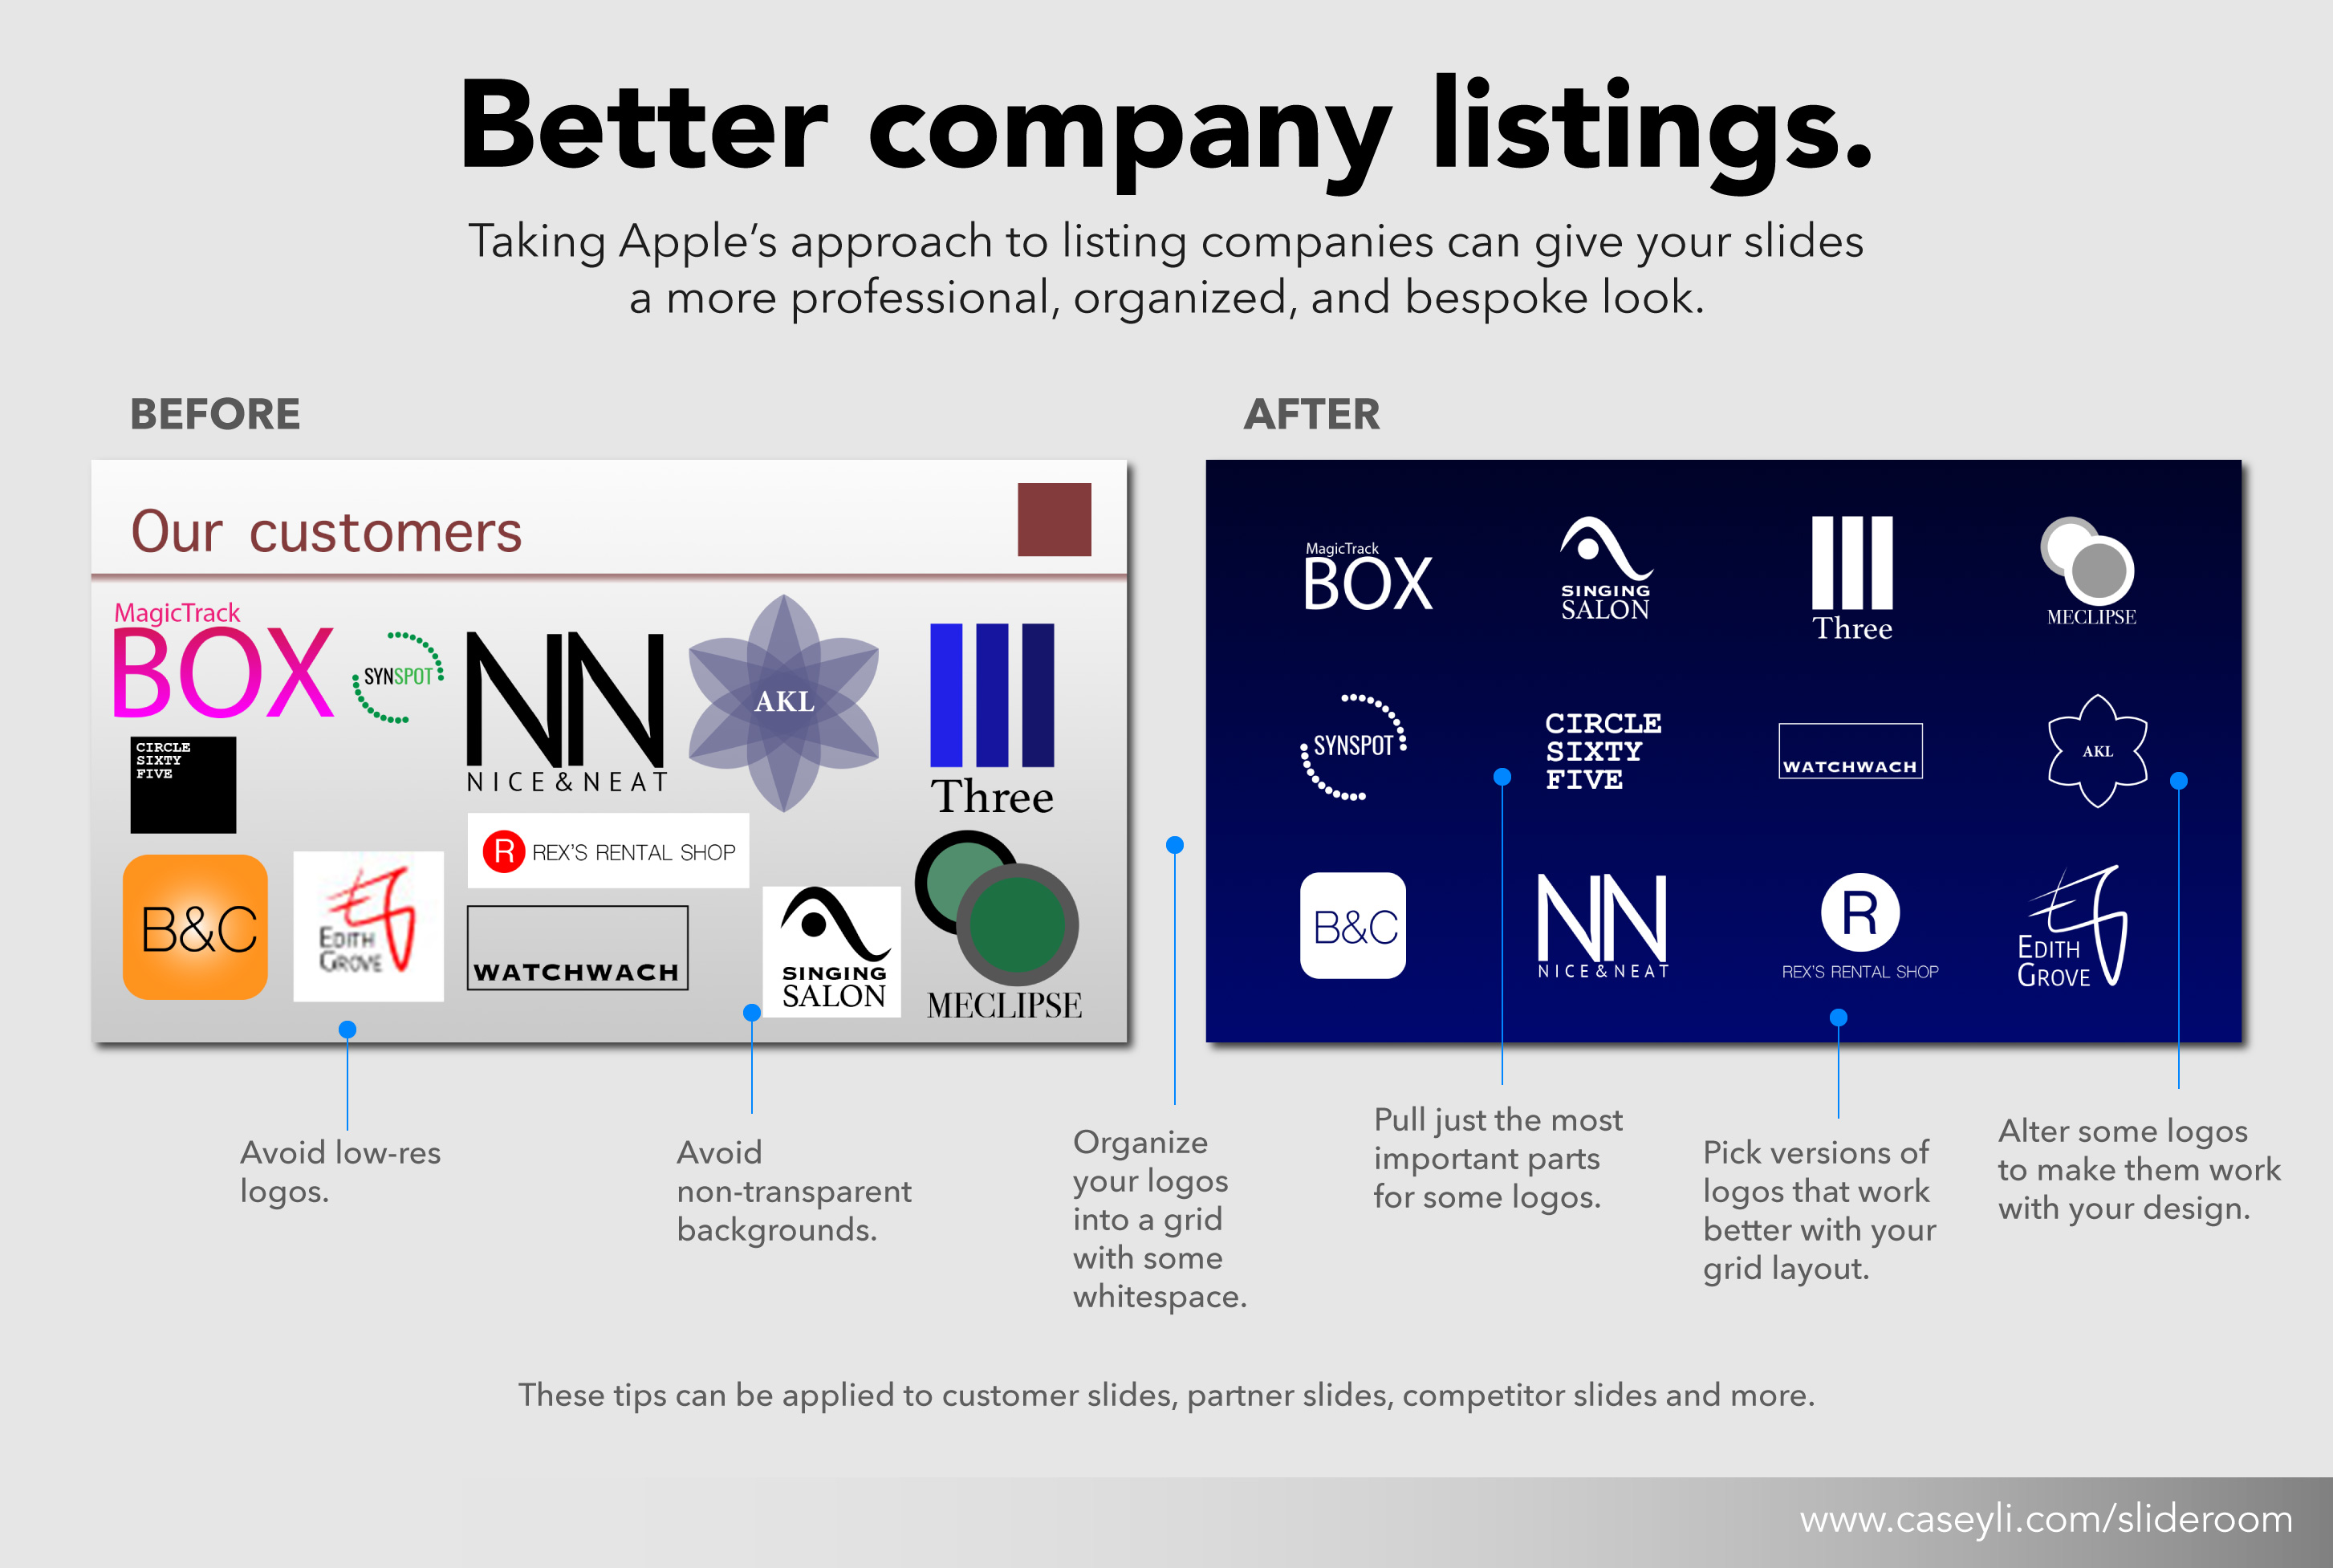 Better company listings.
Taking Apple's approach to listing companies can give your slides
a more professional, organized, and bespoke look.
BEFORE
Our customers
MagicTrack
BOX
SYNSPOT
NN
NICE&NEAT
AKL
Three
CIRCLE
SIXTY
FIVE
R REX'S RENTAL SHOP
B&C
EDITH
GROVE
WATCHWACH
SINGING
SALON
MECLIPSE
AFTER
MagicTrack
BOX
SINGING
SALON
Three
MECLIPSE
SYNSPOT
CIRCLE
SIXTY
FIVE
WATCHWACH
AKL
B&C
NN
NICE&NEAT
R
REX'S RENTAL SHOP
EDITH
GROVE
Avoid low-res
logos.
Avoid
non-transparent
backgrounds.
Organize
your logos
into a grid
with some
whitespace.
Pull just the most
important parts
for some logos.
Pick versions of
logos that work
better with your
grid layout.
Alter some logos
to make them work
with your design.
These tips can be applied to customer slides, partner slides, competitor slides and more.
www.caseyli.com/slideroom